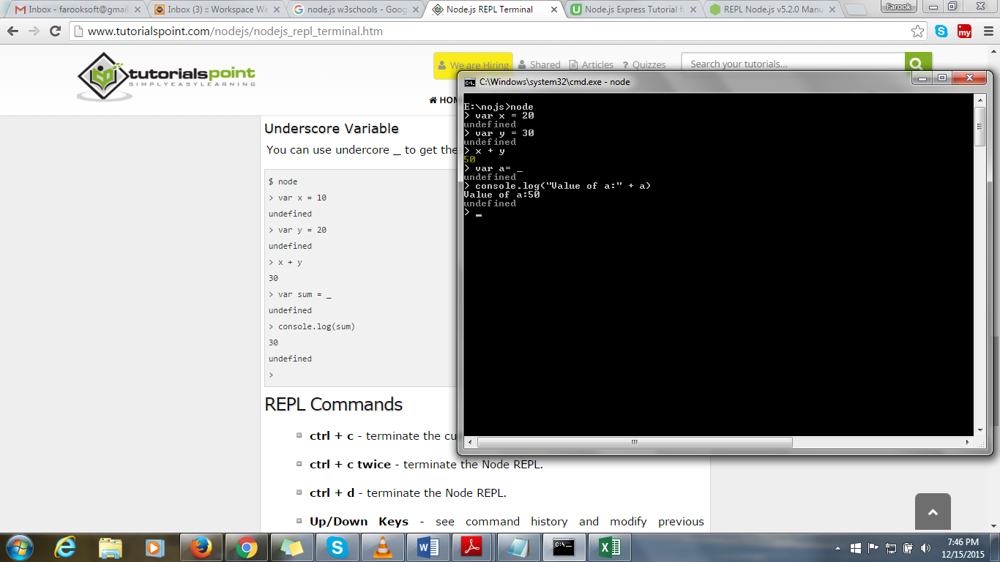 Farook
Inbox - farooksoft@gmail
Inbox (3) :: Workspace We
node.js w3schools - Goog
Node.js REPL Terminal
Node.js Express Tutorial fo
REPL Node.js v5.2.0 Manu
www.tutorialspoint.com/nodejs/nodejs_repl_terminal.htm
my
tutorialspoint
SIMPLYEASYLEARNING
We are Hiring
Shared
Articles
? Quizzes
Search your tutorials...
HOM
Underscore Variable
You can use undercore _ to get the
$ node
> var x = 10
undefined
> var y = 20
undefined
> x + y
30
> var sum = _
undefined
> console.log(sum)
30
undefined
>
REPL Commands
ctrl + c - terminate the cu
ctrl + c twice - terminate the Node REPL.
ctrl + d - terminate the Node REPL.
Up/Down Keys - see command history and modify previous
C:\Windows\system32\cmd.exe - node
E:\nojs>node
> var x = 20
undefined
> var y = 30
undefined
> x + y
50
> var a= _
undefined
> console.log("Value of a:" + a)
Value of a:50
undefined
> _
7:46 PM
12/15/2015